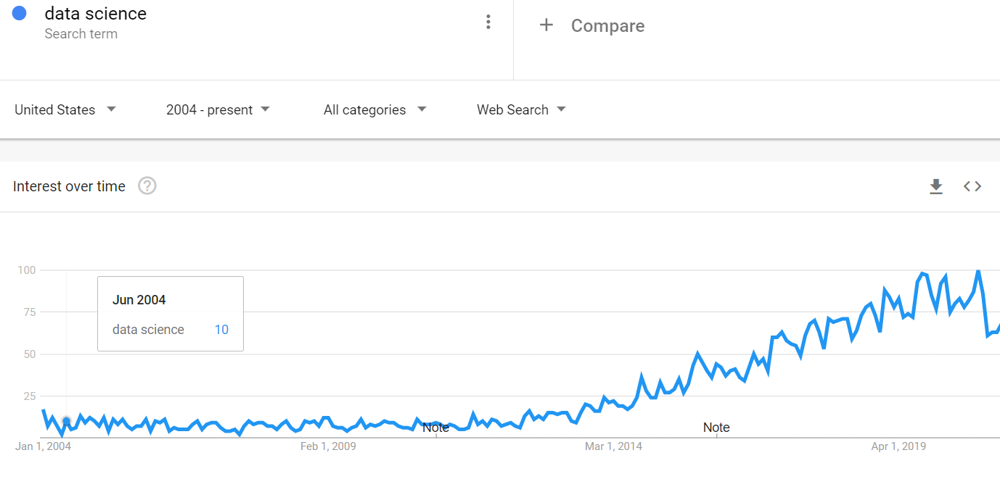 data science
Search term
+ Compare
United States
2004 - present
All categories
Web Search
Interest over time
?
100
75
50
25
Jun 2004
data science 10
Note
Note
Jan 1, 2004
Feb 1, 2009
Mar 1, 2014
Apr 1, 2019